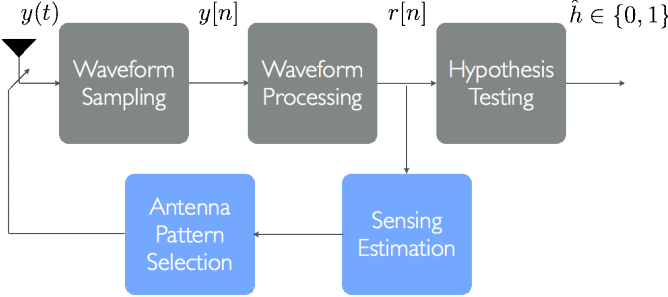 y(t) y[n] r[n] ĥ ∈ {0, 1}
Waveform
Sampling
Waveform
Processing
Hypothesis
Testing
Antenna
Pattern
Selection
Sensing
Estimation